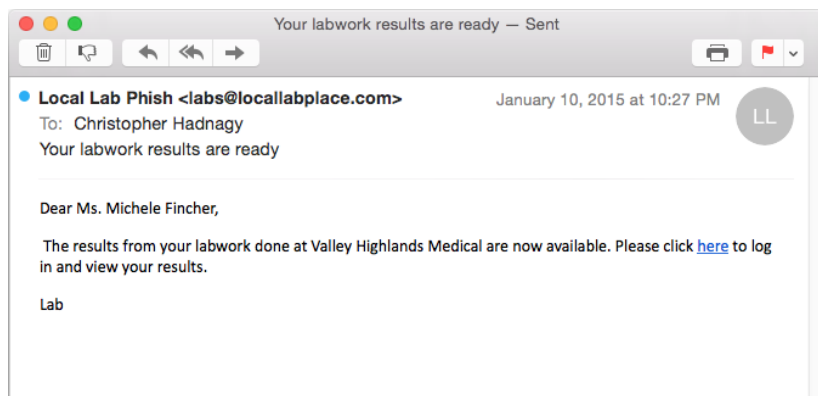 Your labwork results are ready — Sent
Local Lab Phish <labs@locallabplace.com>
January 10, 2015 at 10:27 PM
LL
To: Christopher Hadnagy
Your labwork results are ready
Dear Ms. Michele Fincher,
The results from your labwork done at Valley Highlands Medical are now available. Please click here to log
in and view your results.
Lab